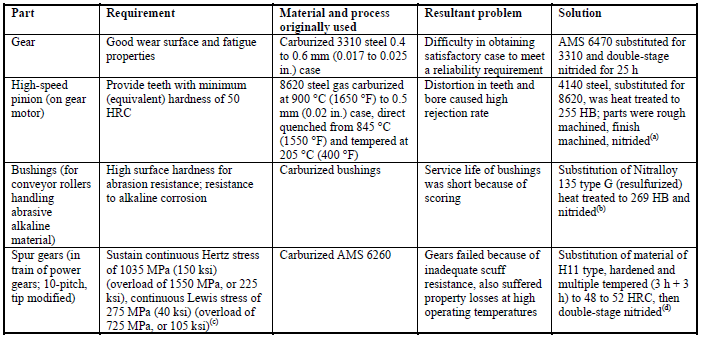 Part
Requirement
Material and process
originally used
Resultant problem
Solution
Gear
Good wear surface and fatigue
properties
Carburized 3310 steel 0.4
to 0.6 mm (0.017 to 0.025
in.) case
Difficulty in obtaining
satisfactory case to meet
a reliability requirement
AMS 6470 substituted for
3310 and double-stage
nitrided for 25 h
High-speed
pinion (on gear
motor)
Provide teeth with minimum
(equivalent) hardness of 50
HRC
8620 steel gas carburized
at 900 °C (1650 °F) to 0.5
mm (0.02 in.) case, direct
quenched from 845 °C
(1550 °F) and tempered at
205 °C (400 °F)
Distortion in teeth and
bore caused high
rejection rate
4140 steel, substituted for
8620, was heat treated to
255 HB; parts were rough
machined, finish
machined, nitrided(a)
Bushings (for
conveyor rollers
handling
abrasive
alkaline
material)
High surface hardness for
abrasion resistance; resistance
to alkaline corrosion
Carburized bushings
Service life of bushings
was short because of
scoring
Substitution of Nitralloy
135 type G (resulfurized)
heat treated to 269 HB and
nitrided(b)
Spur gears (in
train of power
gears; 10-pitch,
tip modified)
Sustain continuous Hertz stress
of 1035 MPa (150 ksi)
(overload of 1550 MPa, or 225
ksi), continuous Lewis stress of
275 MPa (40 ksi) (overload of
725 MPa, or 105 ksi)(c)
Carburized AMS 6260
Gears failed because of
inadequate scuff
resistance, also suffered
property losses at high
operating temperatures
Substitution of material of
H11 type, hardened and
multiple tempered (3 h + 3
h) to 48 to 52 HRC, then
double-stage nitrided(d)